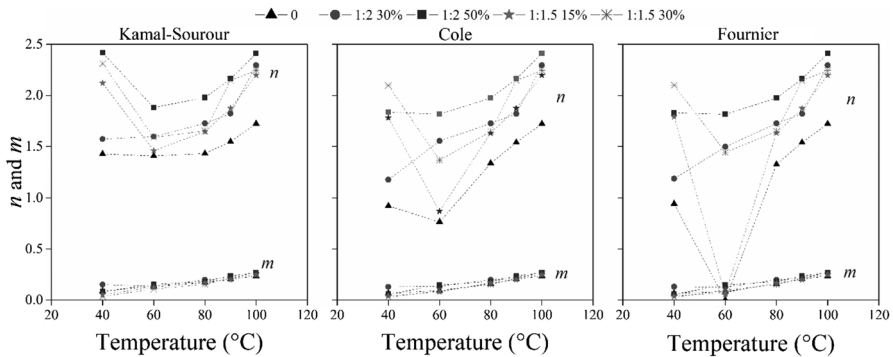 0 1:2 30% 1:2 50% 1:1.5 15% 1:1.5 30%
Kamal-Sourour Cole Fournier
2.5
2.0
1.5
1.0
0.5
0.0
n and m
n n n
m m m
20 40 60 80 100 120 20 40 60 80 100 120 20 40 60 80 100 120
Temperature (°C) Temperature (°C) Temperature (°C)